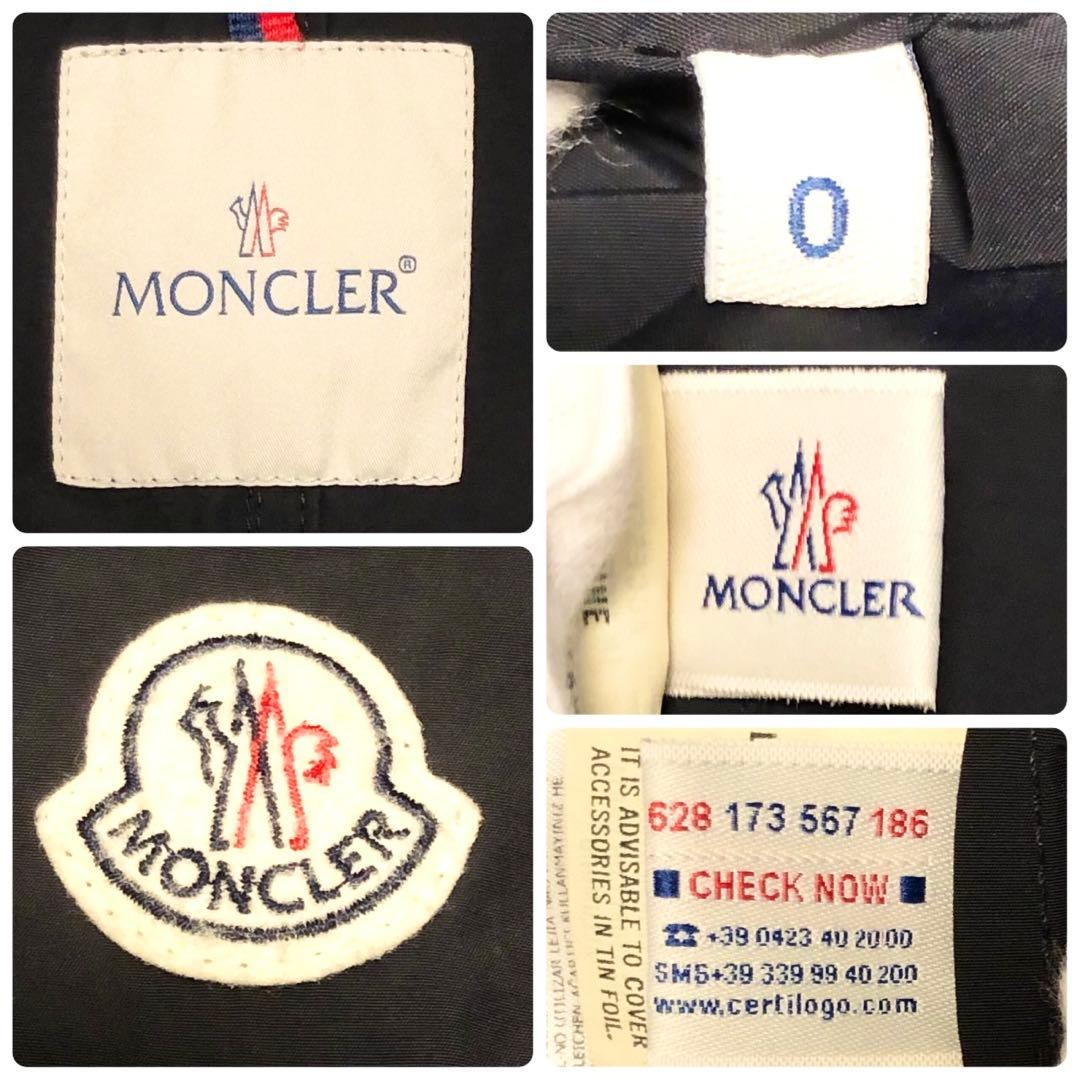 MONCLER®
0
MONCLER
MONCLER
IT IS ADVISABLE TO COVER
ACCESSORIES IN TIN FOIL.
628 173 567 186
CHECK NOW
☎ +39 0423 40 20 00
SMS+39 339 99 40 200
www.certilogo.com